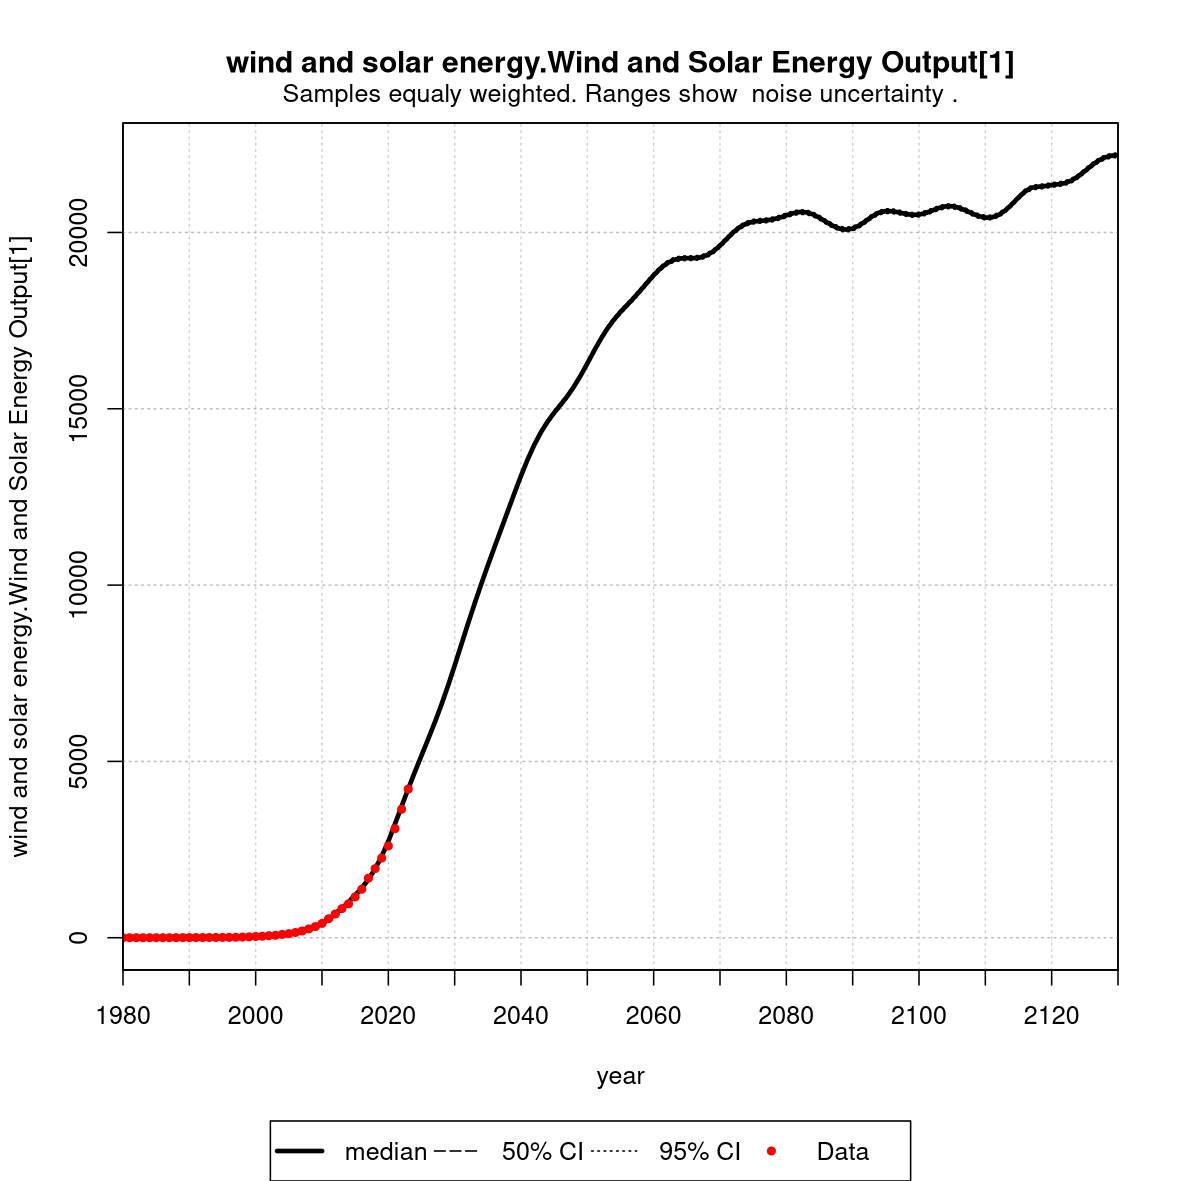 wind and solar energy.Wind and Solar Energy Output[1]
Samples equaly weighted. Ranges show  noise uncertainty .
wind and solar energy.Wind and Solar Energy Output[1]
20000
15000
10000
5000
0
1980 2000 2020 2040 2060 2080 2100 2120
year
median 50% CI 95% CI Data